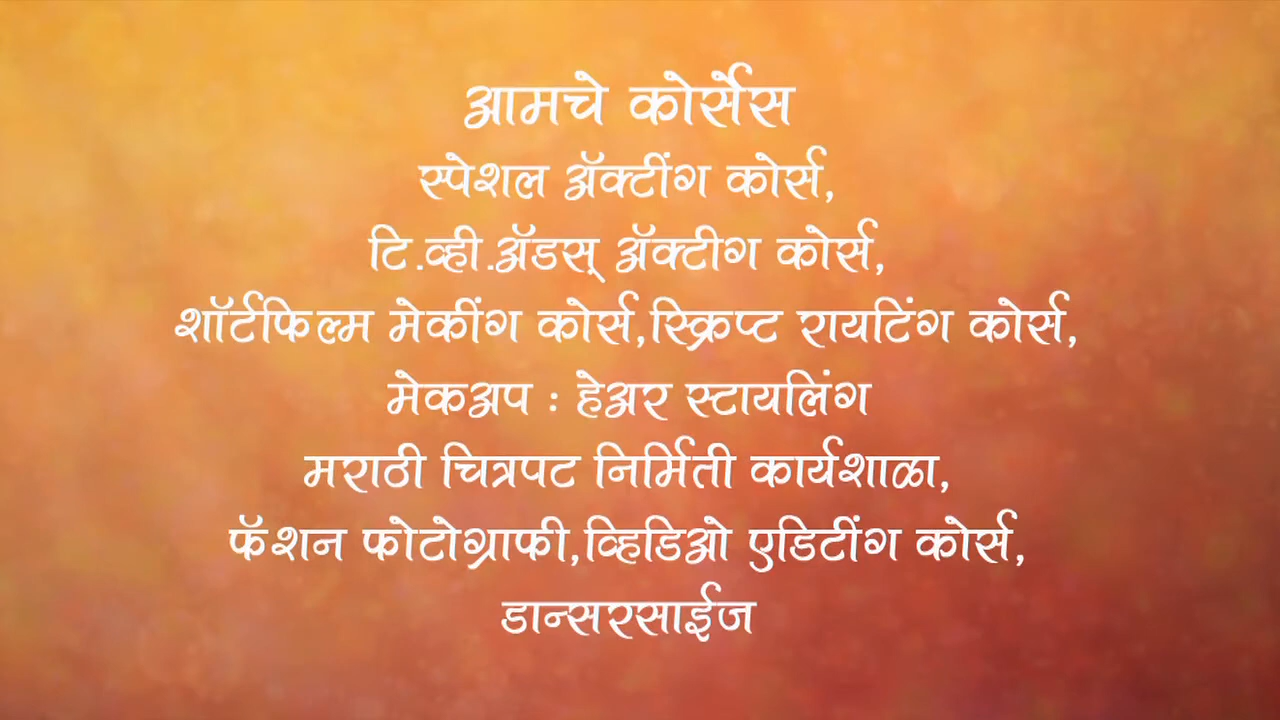 आमचे कोर्सेस
स्पेशल ॲक्टींग कोर्स,
टि.व्ही.ॲडस् ॲक्टीग कोर्स,
शॉर्टफिल्म मेकींग कोर्स,स्क्रिप्ट रायटिंग कोर्स,
मेकअप : हेअर स्टायलिंग
मराठी चित्रपट निर्मिती कार्यशाळा,
फॅशन फोटोग्राफी,व्हिडिओ एडिटींग कोर्स,
डान्सरसाईज